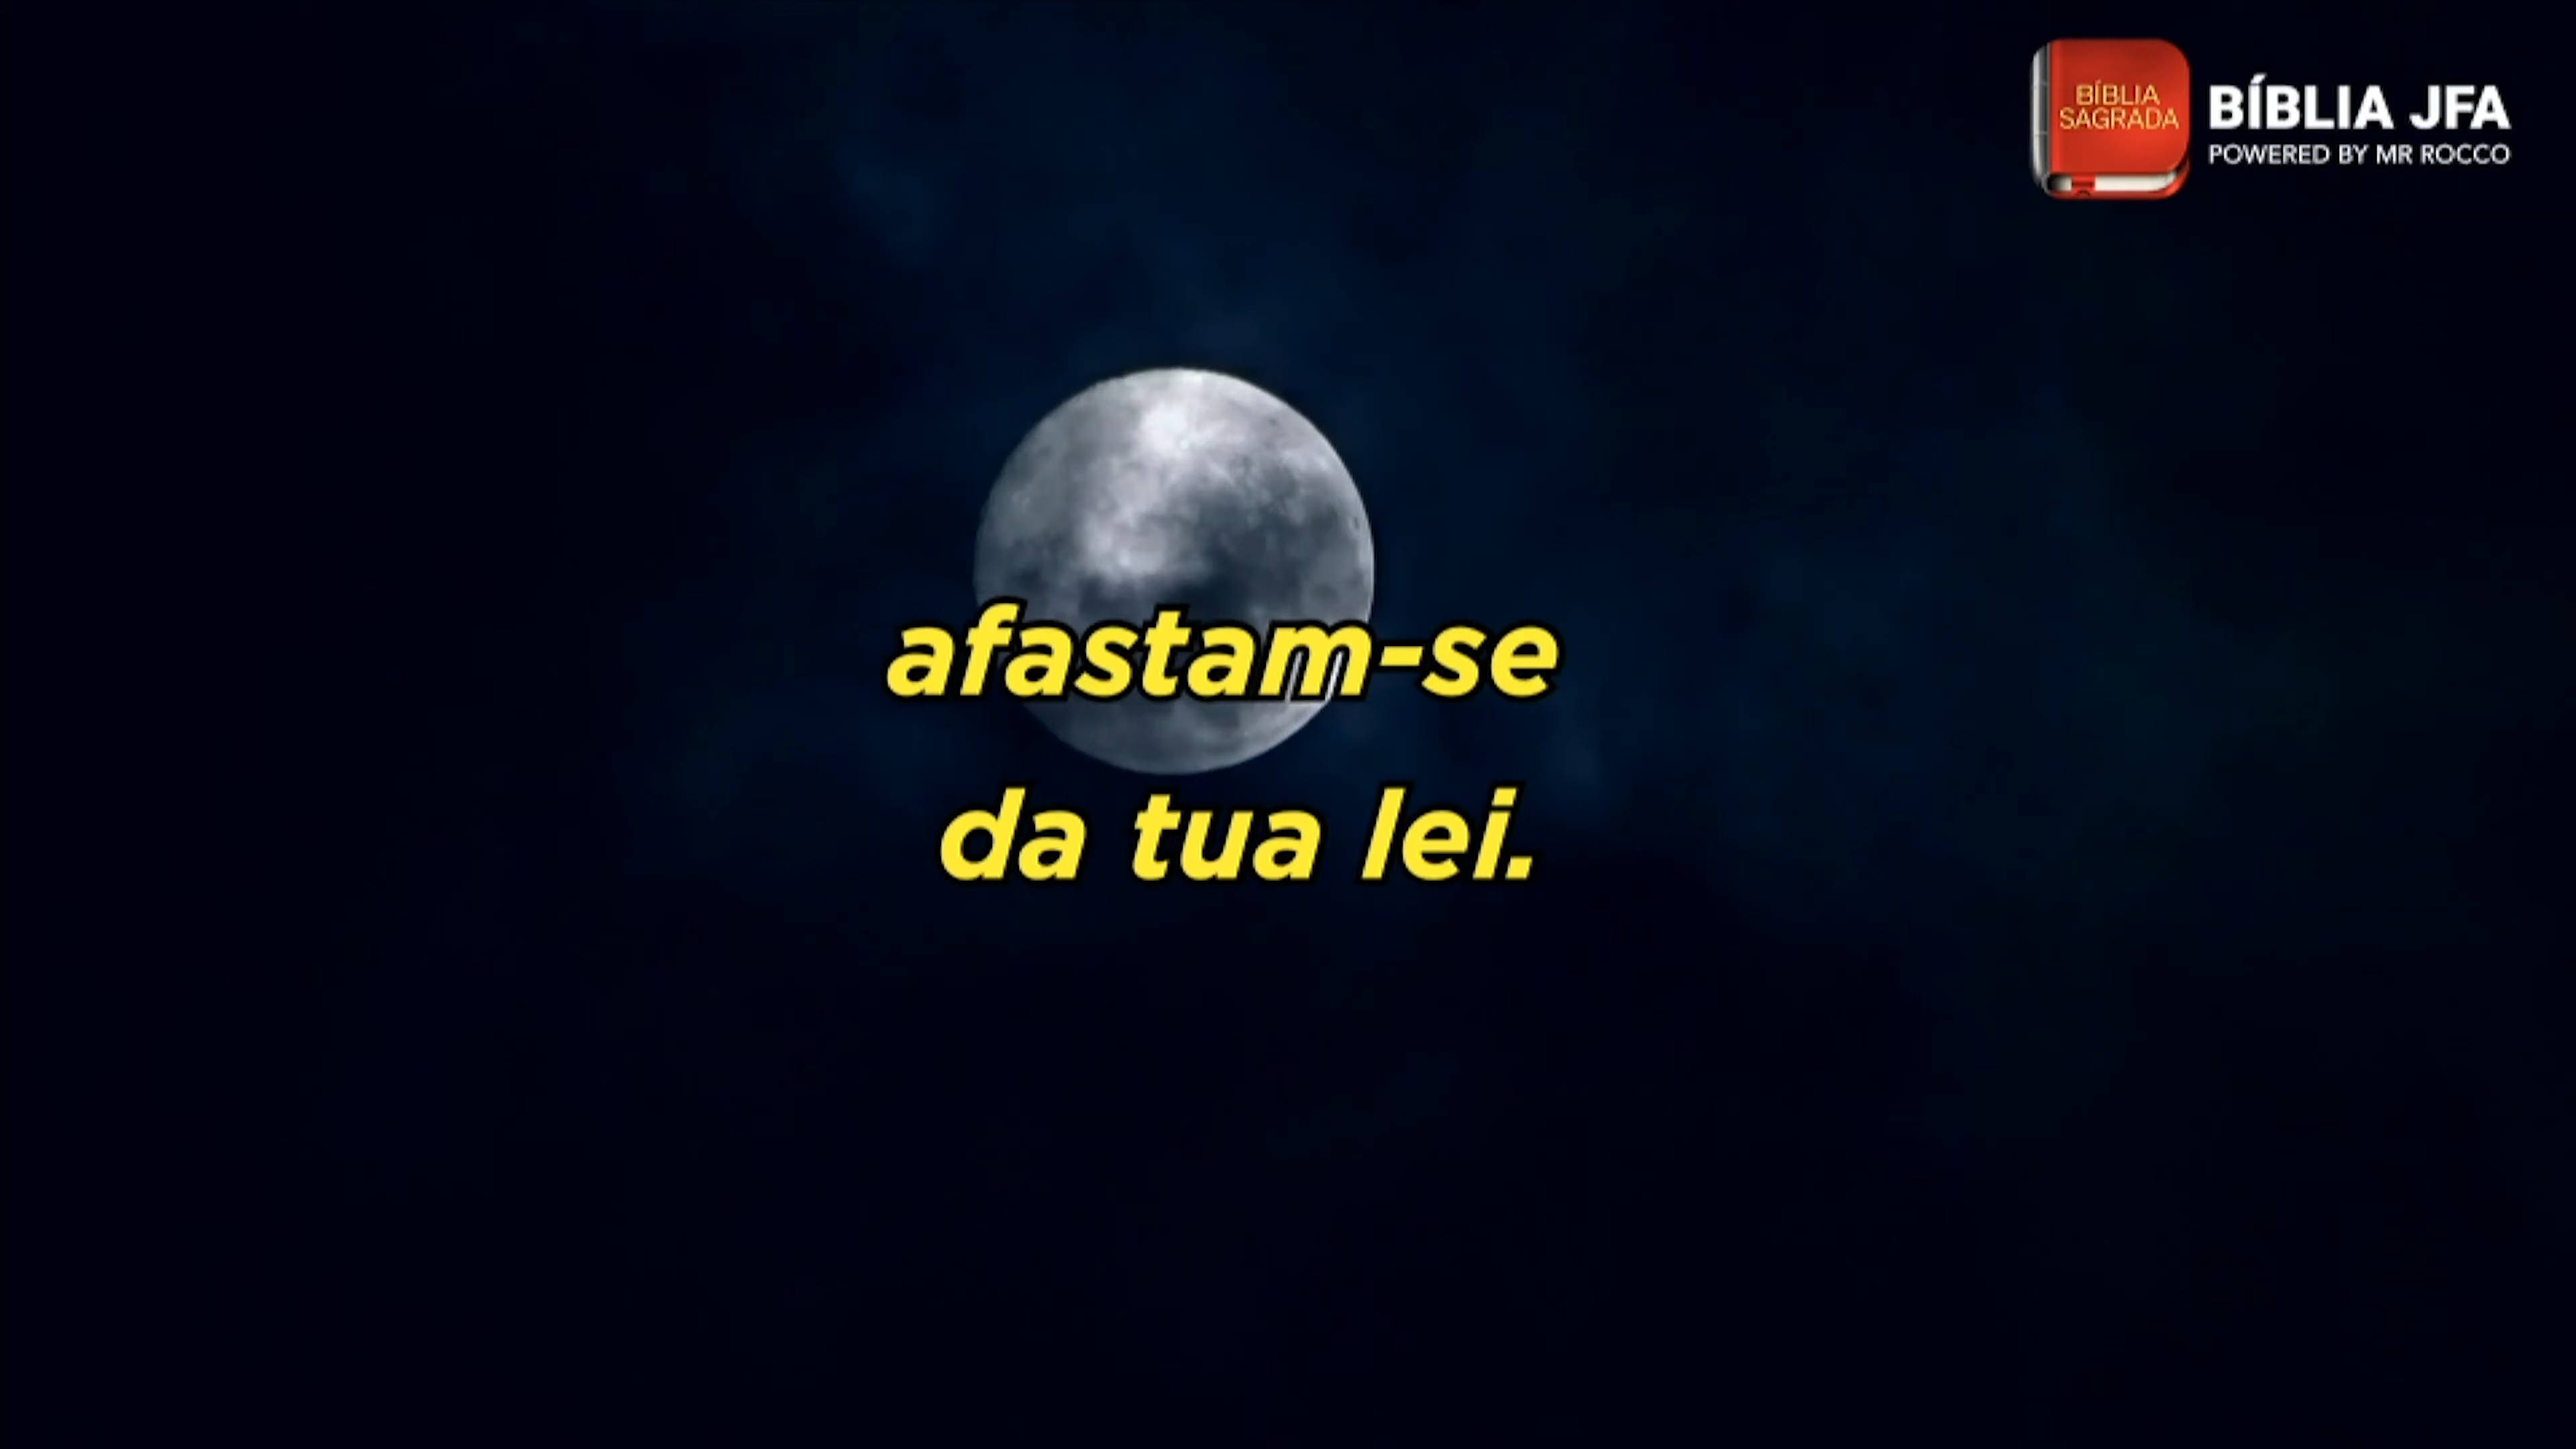 BÍBLIA
SAGRADA
BÍBLIA JFA
POWERED BY MR ROCCO
afastam-se
da tua lei.